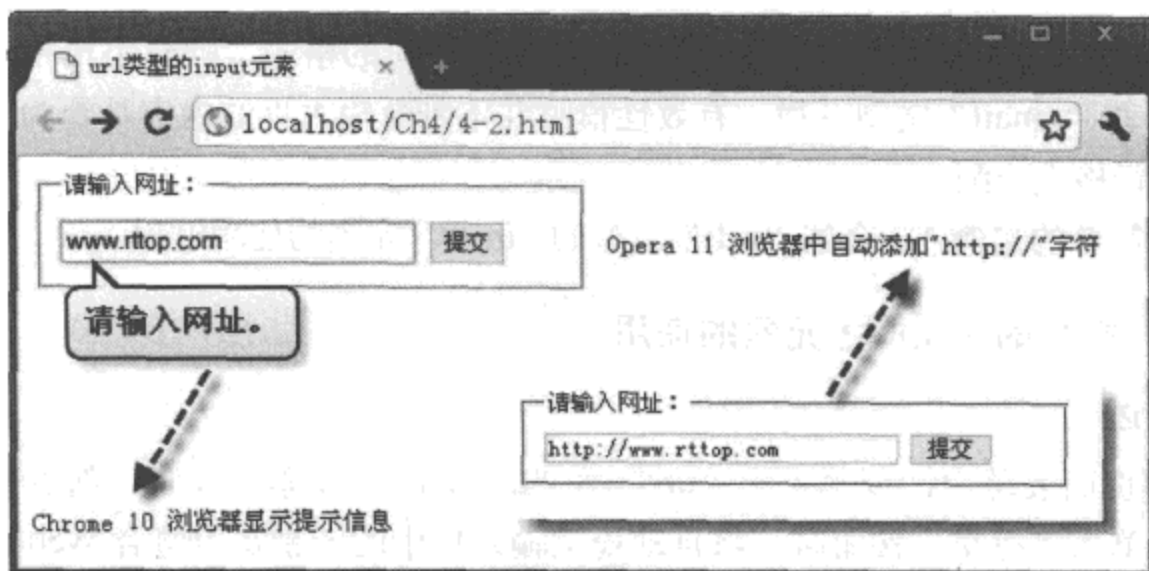 url类型的input元素
localhost/Ch4/4-2.html
请输入网址：
www.rttop.com 提交
请输入网址。
Opera 11 浏览器中自动添加"http://"字符
请输入网址：
http://www.rttop.com 提交
Chrome 10 浏览器显示提示信息